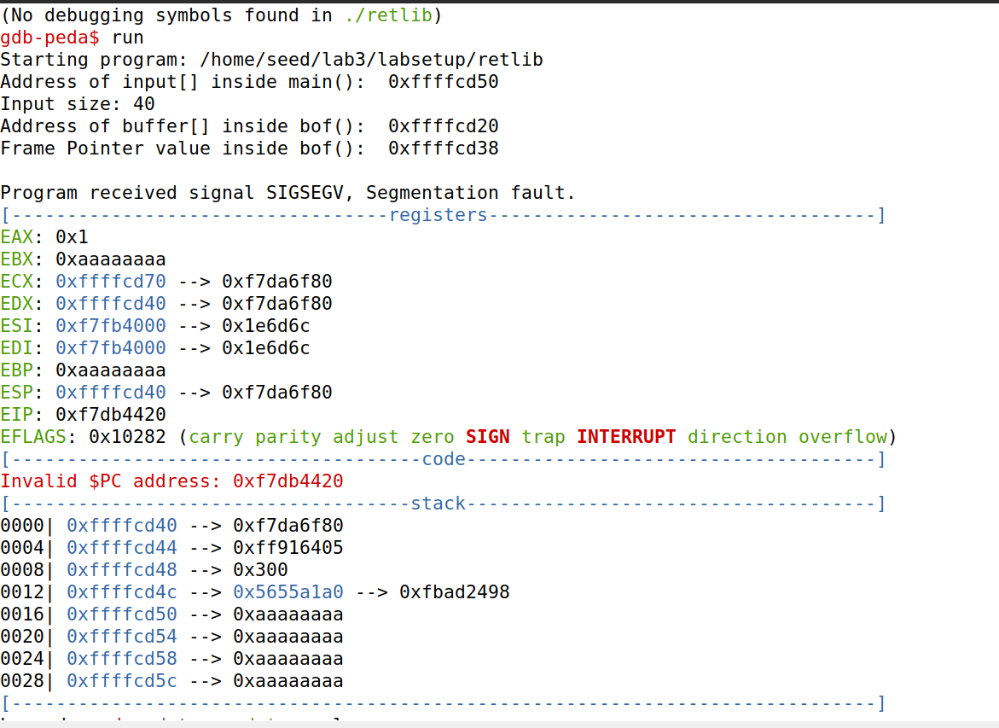 (No debugging symbols found in ./retlib)
gdb-peda$ run
Starting program: /home/seed/lab3/labsetup/retlib
Address of input[] inside main():  0xffffcd50
Input size: 40
Address of buffer[] inside bof():  0xffffcd20
Frame Pointer value inside bof():  0xffffcd38
Program received signal SIGSEGV, Segmentation fault.
[----------------------------------registers-----------------------------------]
EAX: 0x1
EBX: 0xaaaaaaaa
ECX: 0xffffcd70 --> 0xf7da6f80
EDX: 0xffffcd40 --> 0xf7da6f80
ESI: 0xf7fb4000 --> 0x1e6d6c
EDI: 0xf7fb4000 --> 0x1e6d6c
EBP: 0xaaaaaaaa
ESP: 0xffffcd40 --> 0xf7da6f80
EIP: 0xf7db4420
EFLAGS: 0x10282 (carry parity adjust zero SIGN trap INTERRUPT direction overflow)
[-------------------------------------code-------------------------------------]
Invalid $PC address: 0xf7db4420
[------------------------------------stack-------------------------------------]
0000| 0xffffcd40 --> 0xf7da6f80
0004| 0xffffcd44 --> 0xff916405
0008| 0xffffcd48 --> 0x300
0012| 0xffffcd4c --> 0x5655a1a0 --> 0xfbad2498
0016| 0xffffcd50 --> 0xaaaaaaaa
0020| 0xffffcd54 --> 0xaaaaaaaa
0024| 0xffffcd58 --> 0xaaaaaaaa
0028| 0xffffcd5c --> 0xaaaaaaaa
[------------------------------------------------------------------------------]